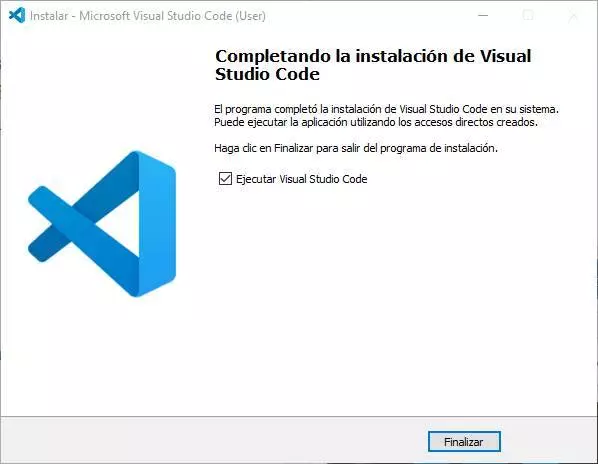 Instalar - Microsoft Visual Studio Code (User)
Completando la instalación de Visual
Studio Code
El programa completó la instalación de Visual Studio Code en su sistema.
Puede ejecutar la aplicación utilizando los accesos directos creados.
Haga clic en Finalizar para salir del programa de instalación.
Ejecutar Visual Studio Code
Finalizar